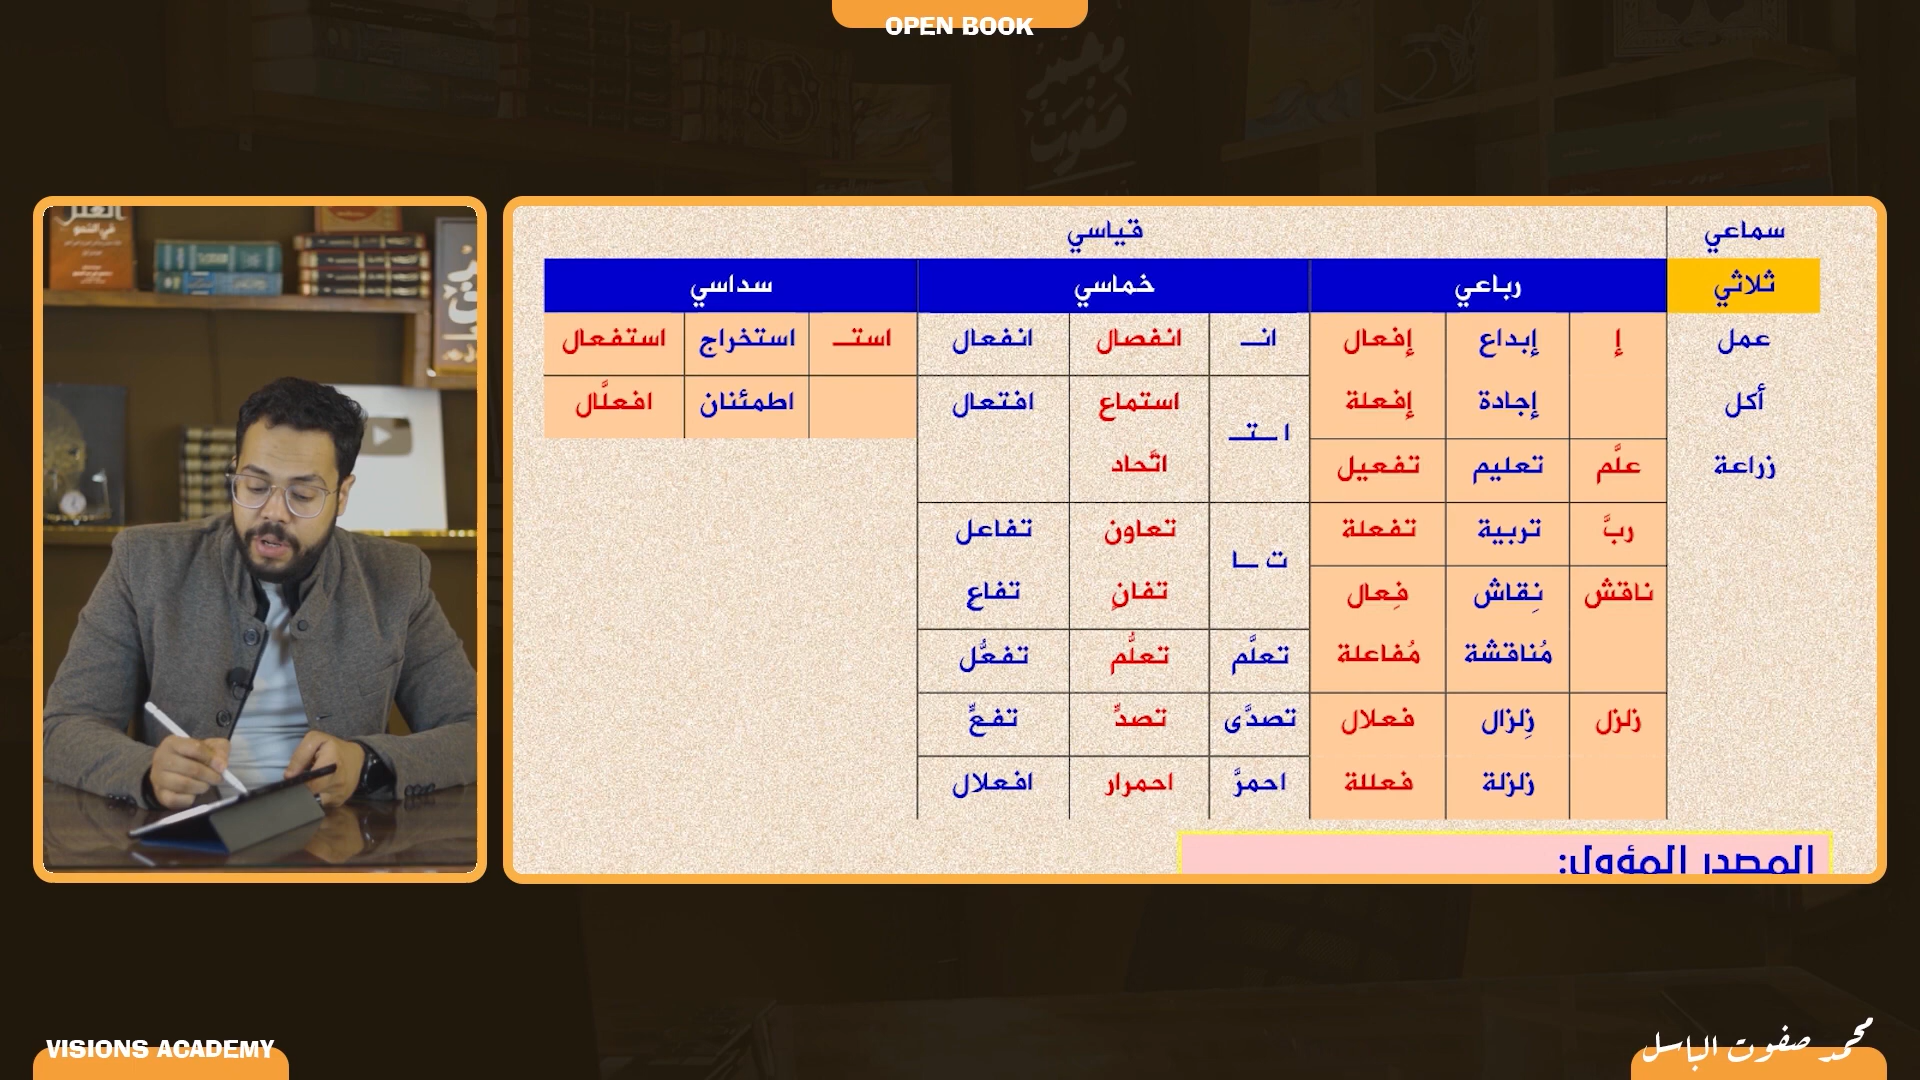 OPEN BOOK
سماعي قياسي
ثلاثي رباعي خماسي سداسي
عمل إ إبداع إفعال انـ انفصال انفعال استـ استخراج استفعال
أكل إجادة إفعلة ا ـتـ استماع افتعال اطمئنان افعلَّال
زراعة علَّم تعليم تفعيل اتَّحاد
ربَّ تربية تفعلة ت ـا تعاون تفاعل
ناقش نِقاش فِعال تفانٍ تفاعٍ
مُناقشة مُفاعلة تعلَّم تعلُّم تفعُّل
زلزل زِلزال فعلال تصدَّى تصدٍّ تفعٍّ
زلزلة فعللة احمرَّ احمرار افعلال
المصدر المؤول:
VISIONS ACADEMY
محمد صفوت الباسل